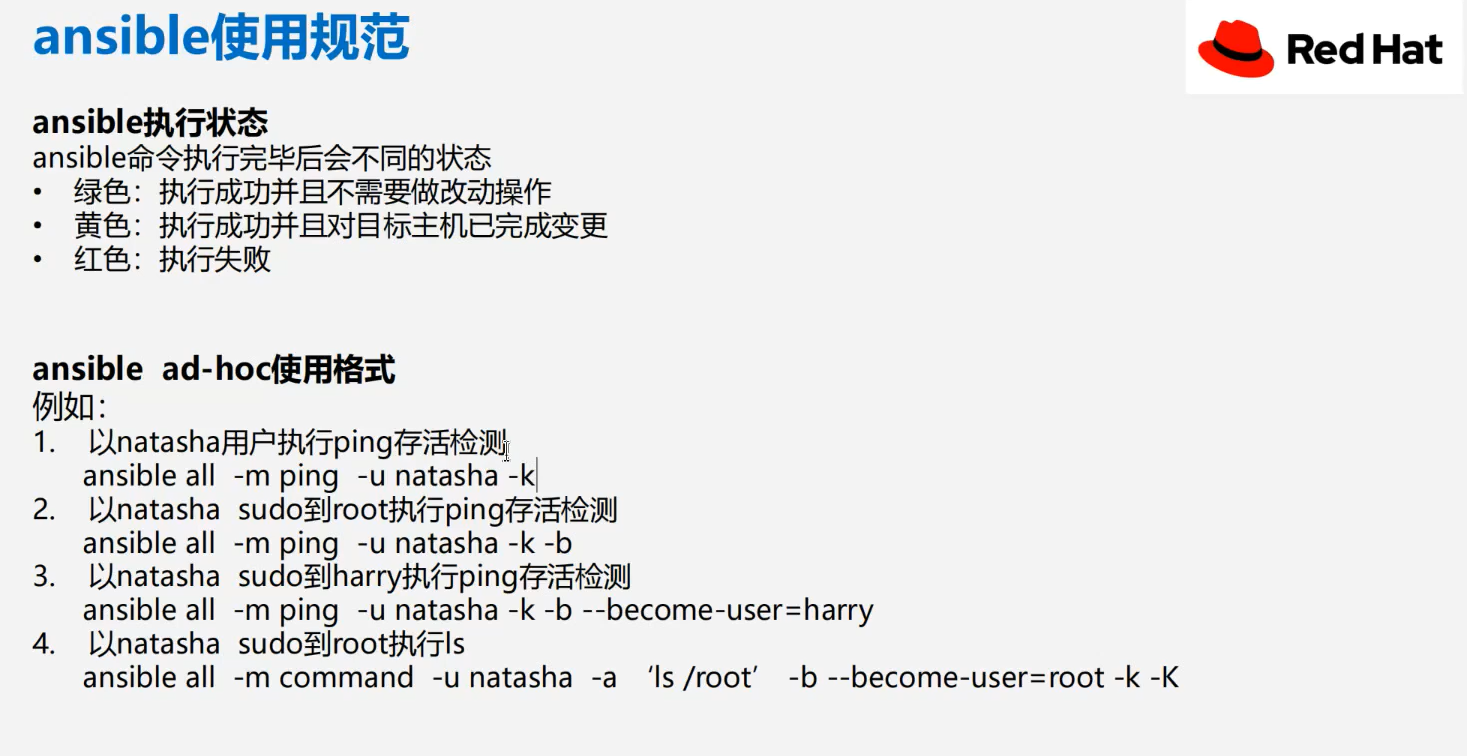 ansible使用规范
Red Hat
ansible执行状态
ansible命令执行完毕后会不同的状态
• 绿色：执行成功并且不需要做改动操作
• 黄色：执行成功并且对目标主机已完成变更
• 红色：执行失败
ansible ad-hoc使用格式
例如：
1. 以natasha用户执行ping存活检测
ansible all -m ping -u natasha -k
2. 以natasha sudo到root执行ping存活检测
ansible all -m ping -u natasha -k -b
3. 以natasha sudo到harry执行ping存活检测
ansible all -m ping -u natasha -k -b --become-user=harry
4. 以natasha sudo到root执行ls
ansible all -m command -u natasha -a ‘ls /root’ -b --become-user=root -k -K